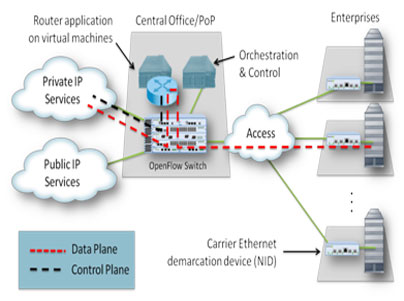 Router application
on virtual machines
Central Office/PoP
Enterprises
Orchestration
& Control
Private IP
Services
Access
OpenFlow Switch
Public IP
Services
Data Plane
Control Plane
Carrier Ethernet
demarcation device (NID)